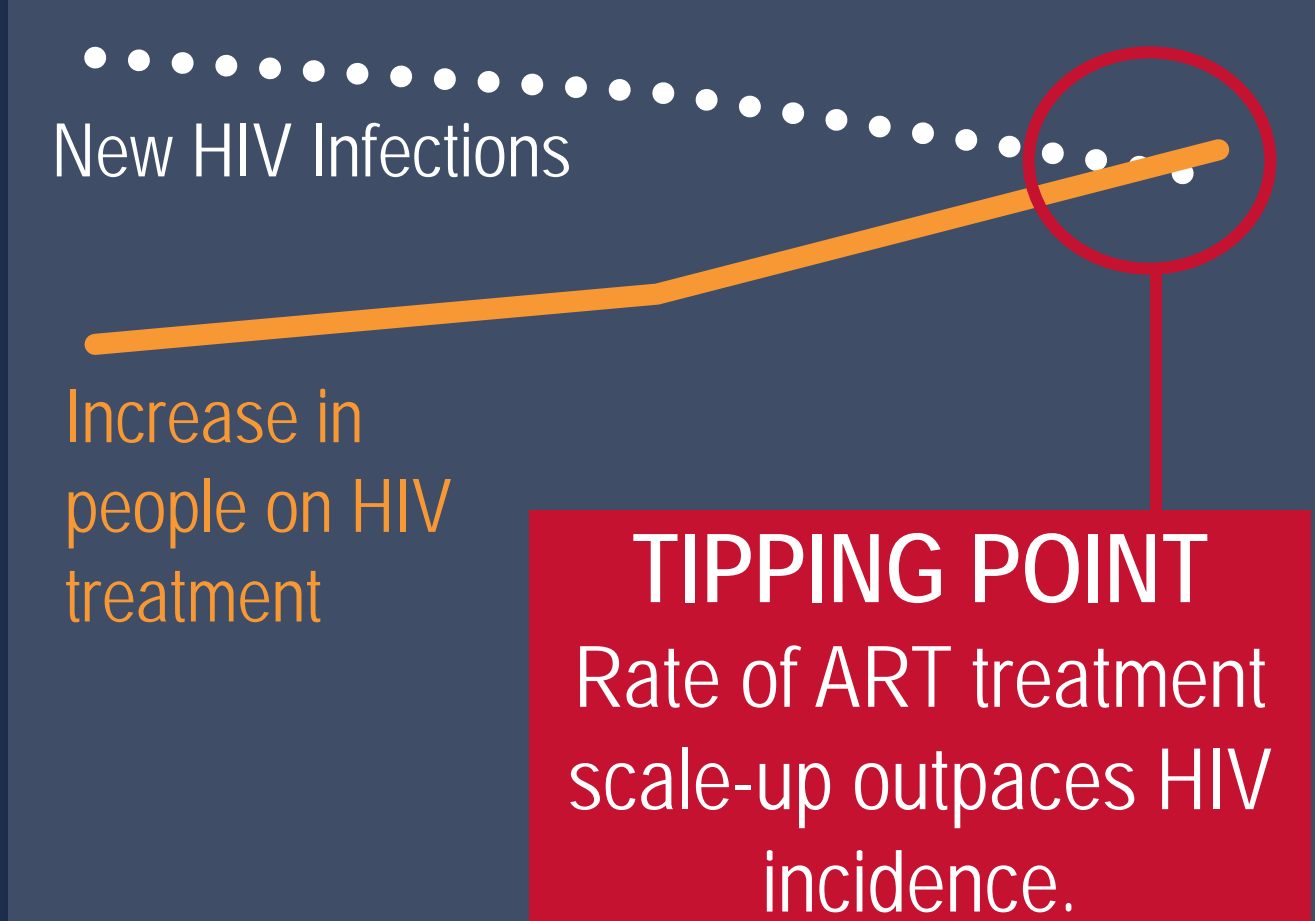 New HIV Infections
Increase in
people on HIV
treatment
TIPPING POINT
Rate of ART treatment
scale-up outpaces HIV
incidence.